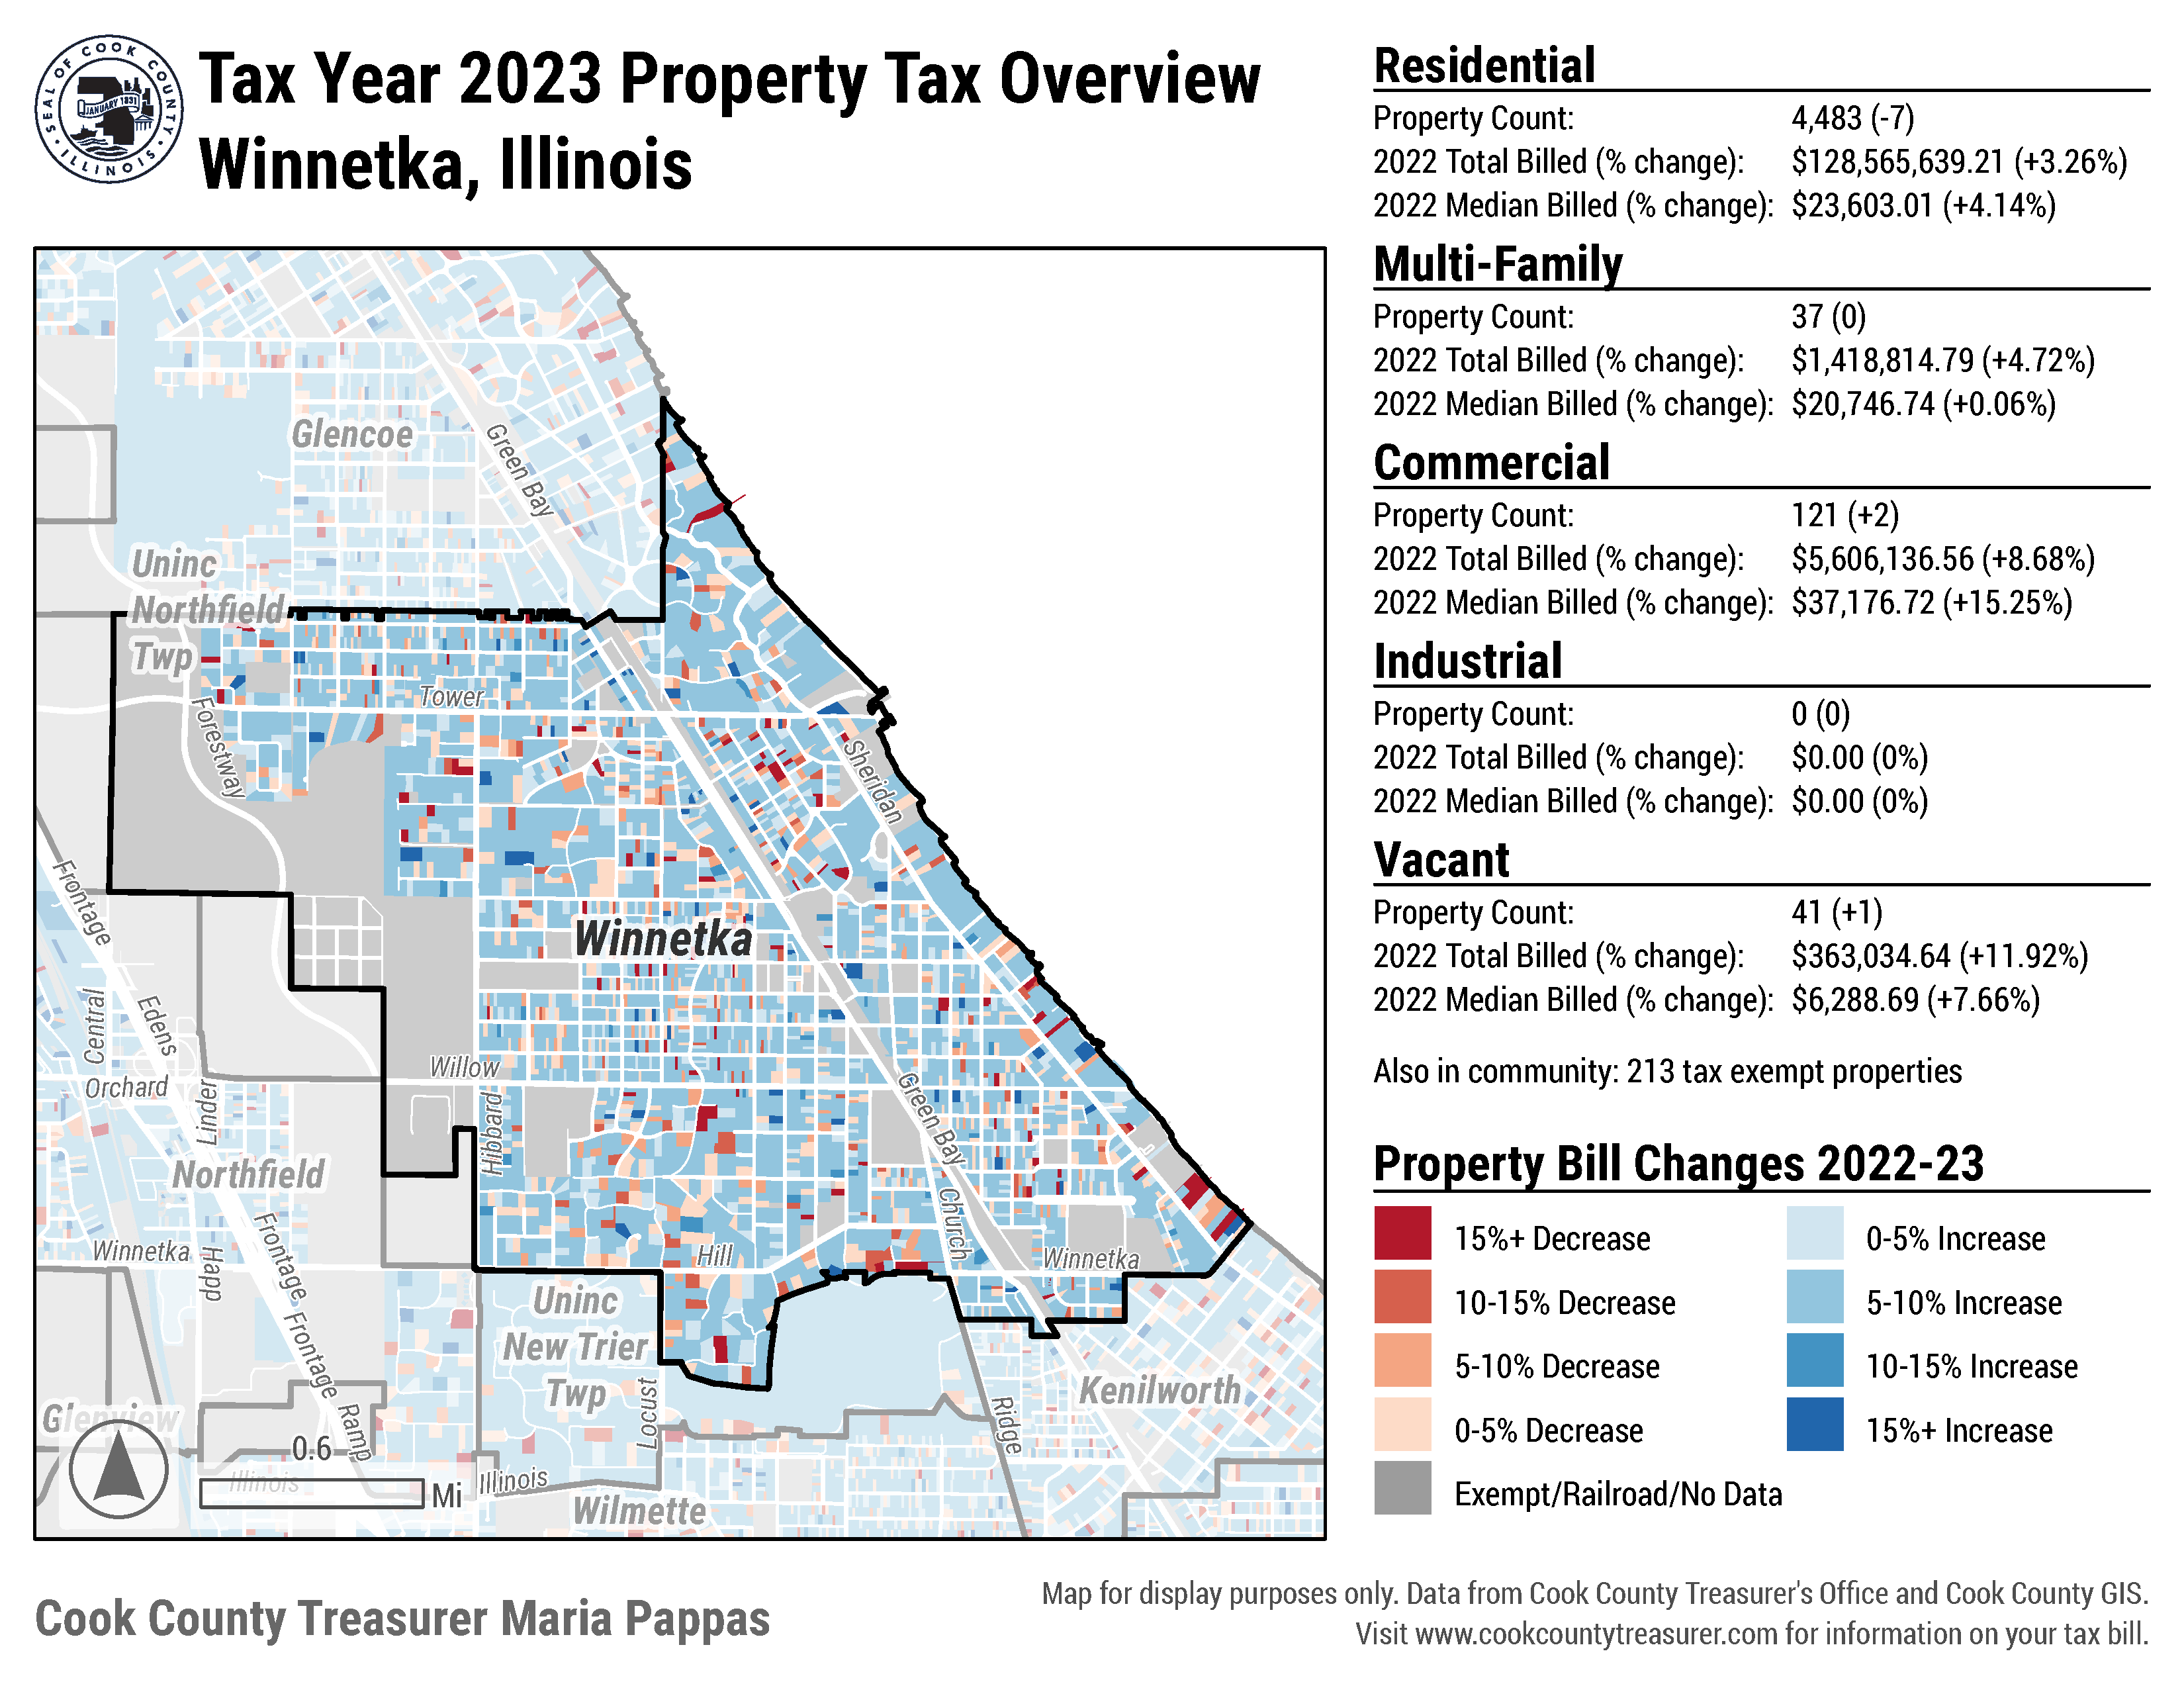 SEAL OF COOK COUNTY
• ILLINOIS •
JANUARY 1831
Tax Year 2023 Property Tax Overview
Winnetka, Illinois
Glencoe
Green Bay
Uninc
Northfield
Twp
Tower
Forestway
Sheridan
Frontage
Winnetka
Central
Edens
Willow
Orchard
Linder
Hibbard
Green Bay
Northfield
Church
Winnetka
Happ
Frontage
Hill
Winnetka
Uninc
New Trier
Twp
Frontage
Kenilworth
Locust
Ridge
Ramp
Glenview
0.6
Mi
Illinois
Illinois
Wilmette
Residential
Property Count: 4,483 (-7)
2022 Total Billed (% change): $128,565,639.21 (+3.26%)
2022 Median Billed (% change): $23,603.01 (+4.14%)
Multi-Family
Property Count: 37 (0)
2022 Total Billed (% change): $1,418,814.79 (+4.72%)
2022 Median Billed (% change): $20,746.74 (+0.06%)
Commercial
Property Count: 121 (+2)
2022 Total Billed (% change): $5,606,136.56 (+8.68%)
2022 Median Billed (% change): $37,176.72 (+15.25%)
Industrial
Property Count: 0 (0)
2022 Total Billed (% change): $0.00 (0%)
2022 Median Billed (% change): $0.00 (0%)
Vacant
Property Count: 41 (+1)
2022 Total Billed (% change): $363,034.64 (+11.92%)
2022 Median Billed (% change): $6,288.69 (+7.66%)
Also in community: 213 tax exempt properties
Property Bill Changes 2022-23
15%+ Decrease
0-5% Increase
10-15% Decrease
5-10% Increase
5-10% Decrease
10-15% Increase
0-5% Decrease
15%+ Increase
Exempt/Railroad/No Data
Cook County Treasurer Maria Pappas
Map for display purposes only. Data from Cook County Treasurer's Office and Cook County GIS.
Visit www.cookcountytreasurer.com for information on your tax bill.